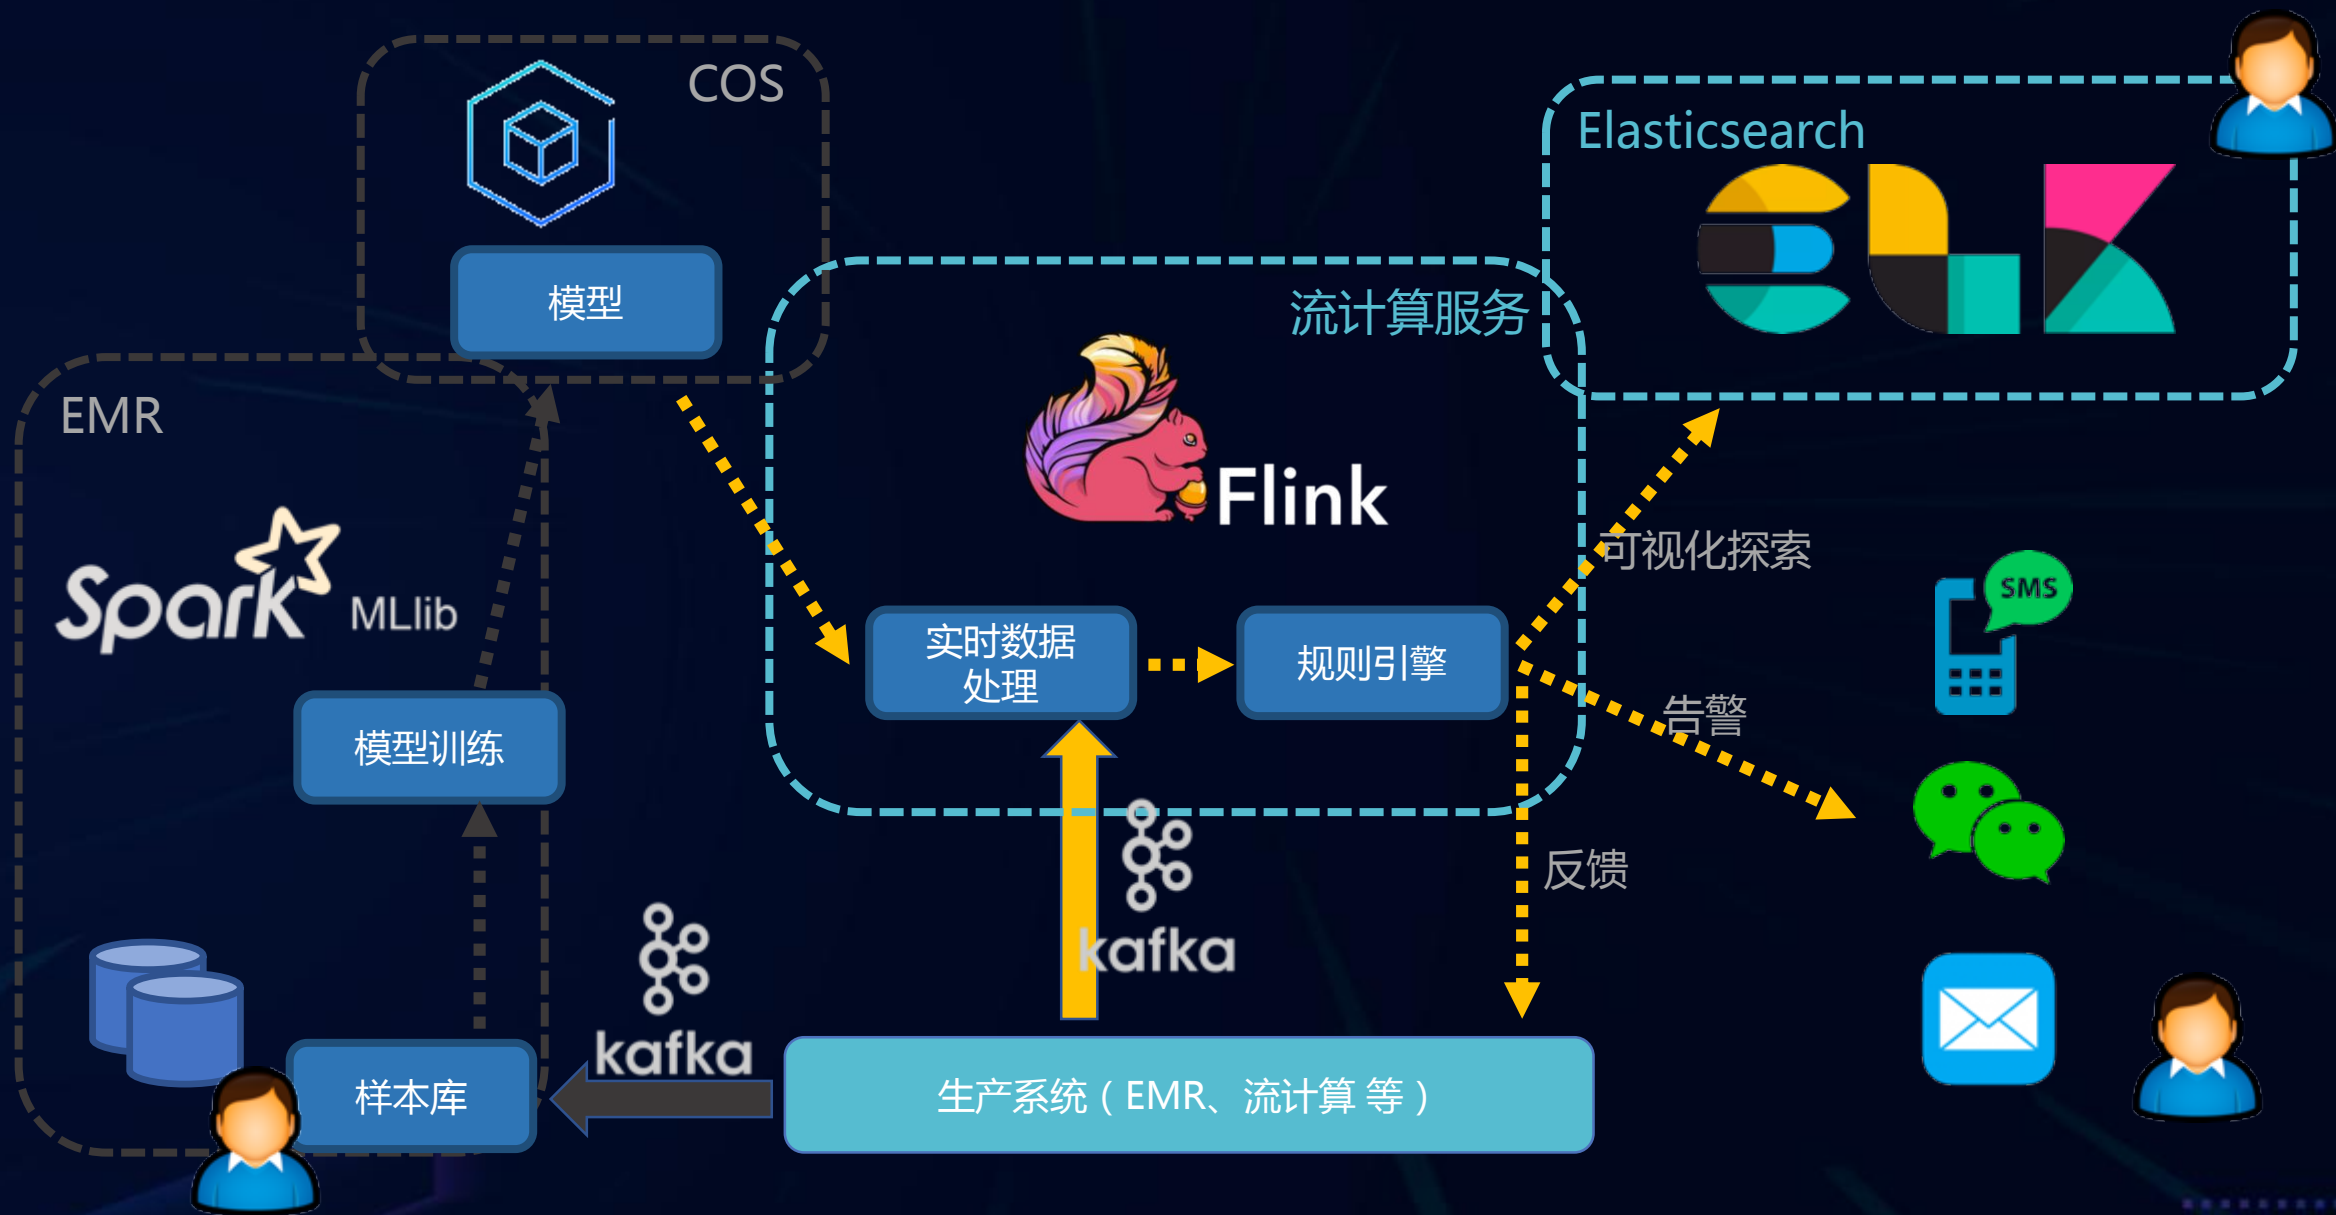 COS
模型
Elasticsearch
流计算服务
EMR
Flink
Spark MLlib
可视化探索
SMS
实时数据
处理
规则引擎
模型训练
告警
反馈
kafka
kafka
样本库
生产系统（EMR、流计算 等）